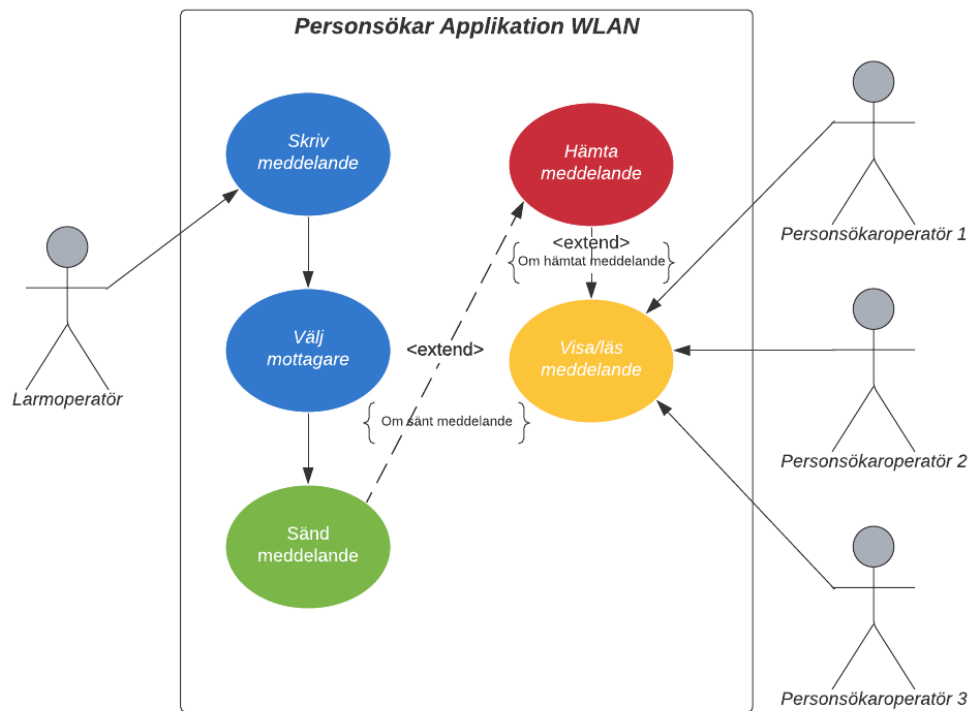 Personsökar Applikation WLAN
Skriv
meddelande
Välj
mottagare
Sänd
meddelande
Larmoperatör
<extend>
Om sänt meddelande
Hämta
meddelande
<extend>
Om hämtat meddelande
Visa/läs
meddelande
Personsökaroperatör 1
Personsökaroperatör 2
Personsökaroperatör 3